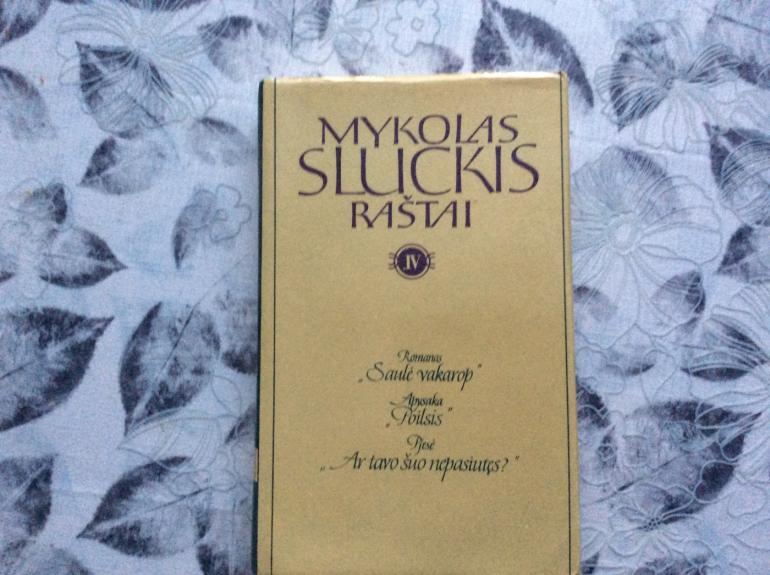 MYKOLAS
SLUCKIS
RAŠTAI
IV
Romanas
„Saulė vakarop"
Apysaka
„Poilsis"
Pjesė
„Ar tavo šuo nepasiutęs?"